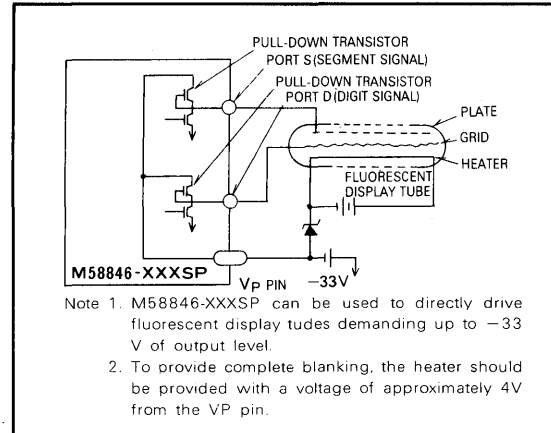 PULL-DOWN TRANSISTOR
PORT S (SEGMENT SIGNAL)
PULL-DOWN TRANSISTOR
PORT D (DIGIT SIGNAL)
PLATE
GRID
HEATER
FLUORESCENT
DISPLAY TUBE
M58846-XXXSP
VP PIN
−33V
Note 1. M58846-XXXSP can be used to directly drive
fluorescent display tudes demanding up to −33
V of output level.
2. To provide complete blanking, the heater should
be provided with a voltage of approximately 4V
from the VP pin.